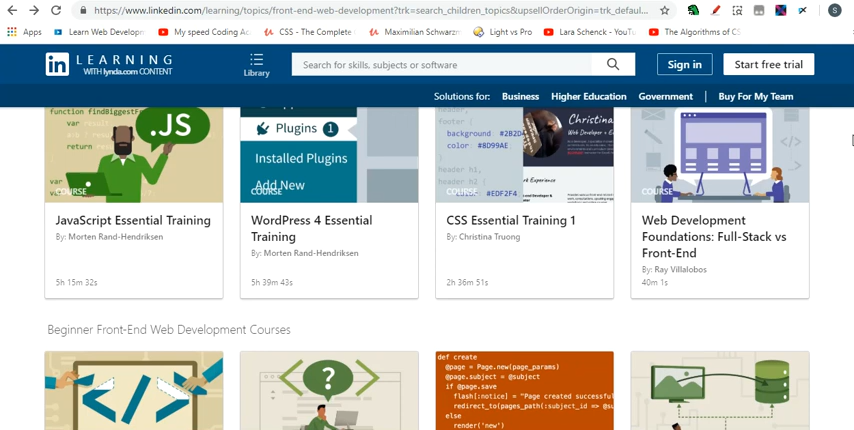 https://www.linkedin.com/learning/topics/front-end-web-development?trk=search_children_topics&upsellOrderOrigin=trk_defaul...
Apps Learn Web Developm My speed Coding Ac CSS - The Complete Maximilian Schwarzm Light vs Pro Lara Schenck - YouTu The Algorithms of CS
in LEARNING
WITH lynda.com CONTENT
Library
Search for skills, subjects or software
Sign in
Start free trial
Solutions for: Business Higher Education Government | Buy For My Team
function findBiggestF
var result
return res
var
.JS
COURSE
JavaScript Essential Training
By: Morten Rand-Hendriksen
5h 15m 32s
Plugins 1
Installed Plugins
Add New
COURSE
WordPress 4 Essential
Training
By: Morten Rand-Hendriksen
5h 39m 43s
footer {
background: #2B2D
color: #8D99AE;
header h1,
color: #EDF2F4
Christina
COURSE
CSS Essential Training 1
By: Christina Truong
2h 36m 51s
</>
COURSE
Web Development
Foundations: Full-Stack vs
Front-End
By: Ray Villalobos
40m 1s
Beginner Front-End Web Development Courses
</>
< ? >
def create
@page = Page.new(page_params)
@page.subject = @subject
if @page.save
flash[:notice] = "Page created successful
redirect_to(pages_path(:subject_id => @su
else
render('new')